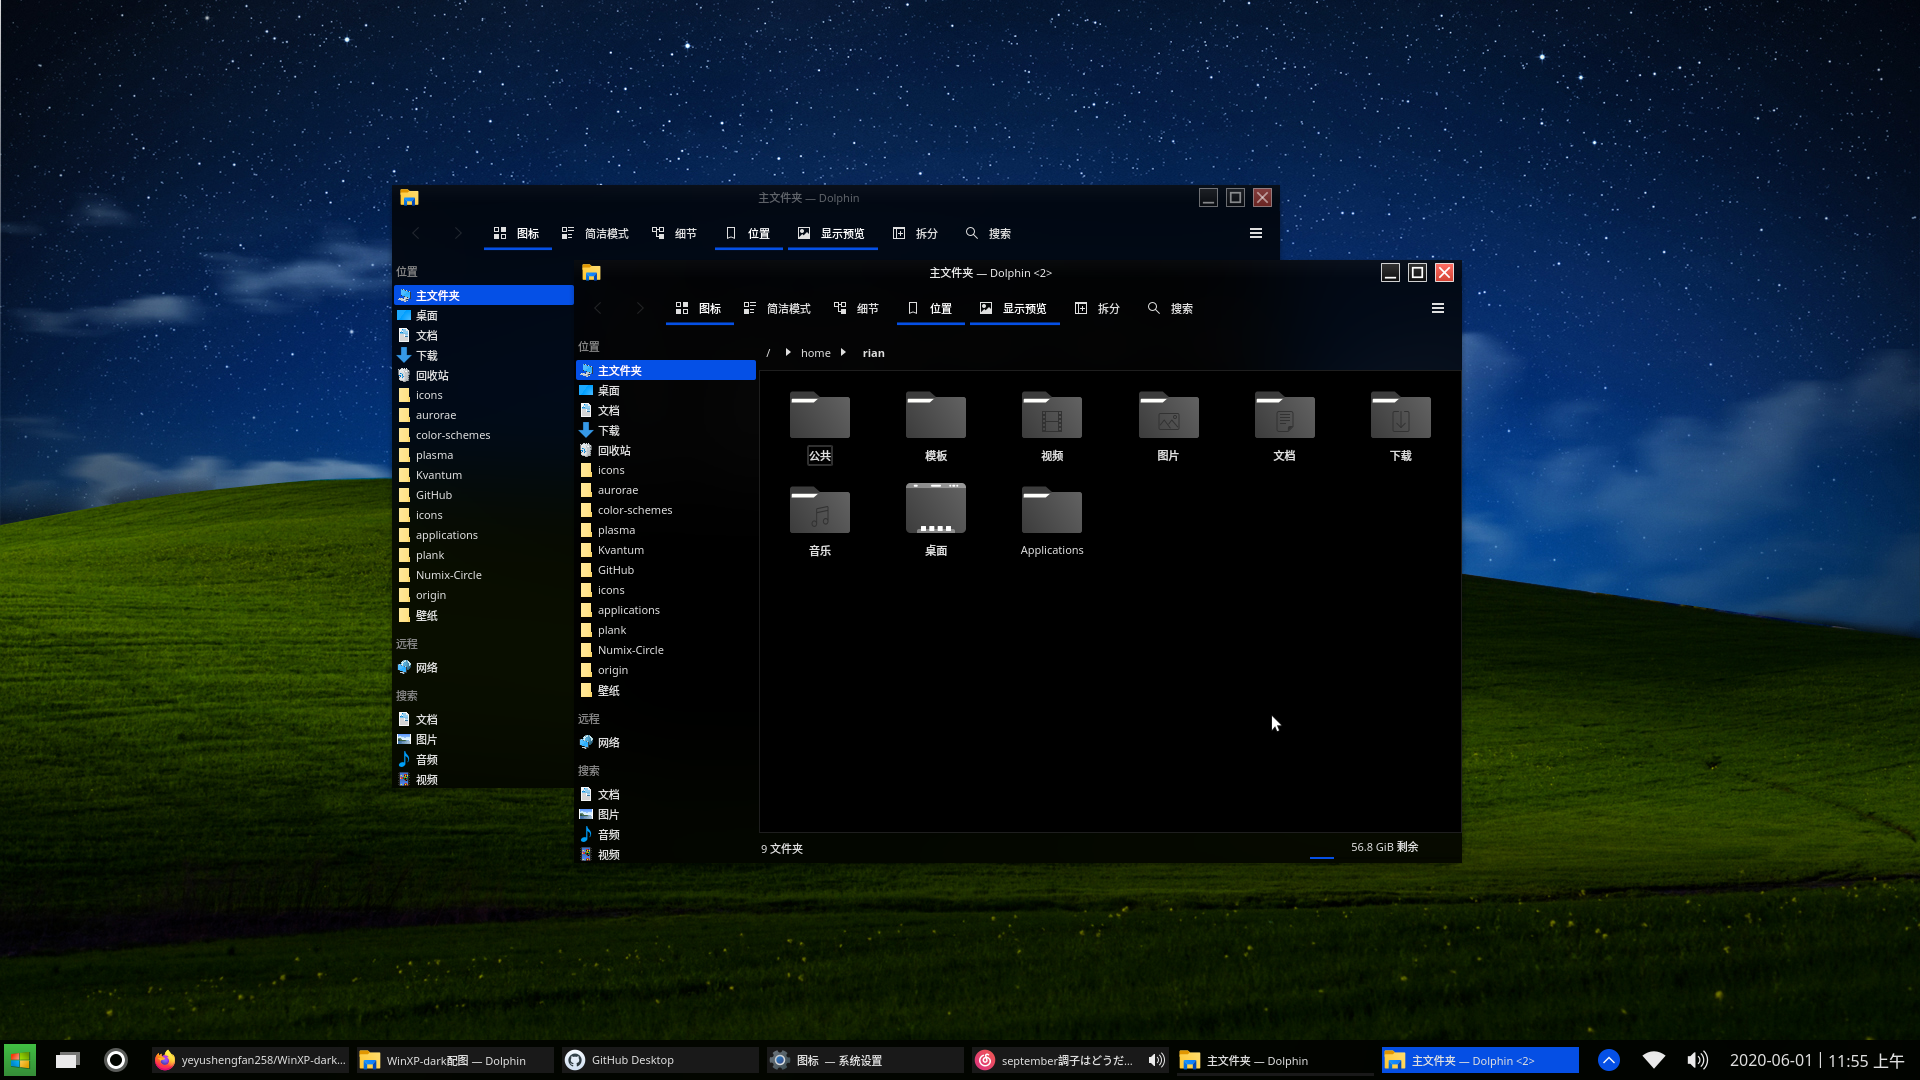 主文件夹 — Dolphin
图标 简洁模式 细节 位置 显示预览 拆分 搜索
位置
主文件夹
桌面
文档
下载
回收站
icons
aurorae
color-schemes
plasma
Kvantum
GitHub
icons
applications
plank
Numix-Circle
origin
壁纸
远程
网络
搜索
文档
图片
音频
视频
主文件夹 — Dolphin <2>
图标 简洁模式 细节 位置 显示预览 拆分 搜索
位置
主文件夹
桌面
文档
下载
回收站
icons
aurorae
color-schemes
plasma
Kvantum
GitHub
icons
applications
plank
Numix-Circle
origin
壁纸
远程
网络
搜索
文档
图片
音频
视频
/ home rian
公共 模板 视频 图片 文档 下载
音乐 桌面 Applications
9 文件夹 56.8 GiB 剩余
yeyushengfan258/WinXP-dark... WinXP-dark配图 — Dolphin GitHub Desktop 图标 — 系统设置 september調子はどうだ... 主文件夹 — Dolphin 主文件夹 — Dolphin <2> 2020-06-01 | 11:55 上午